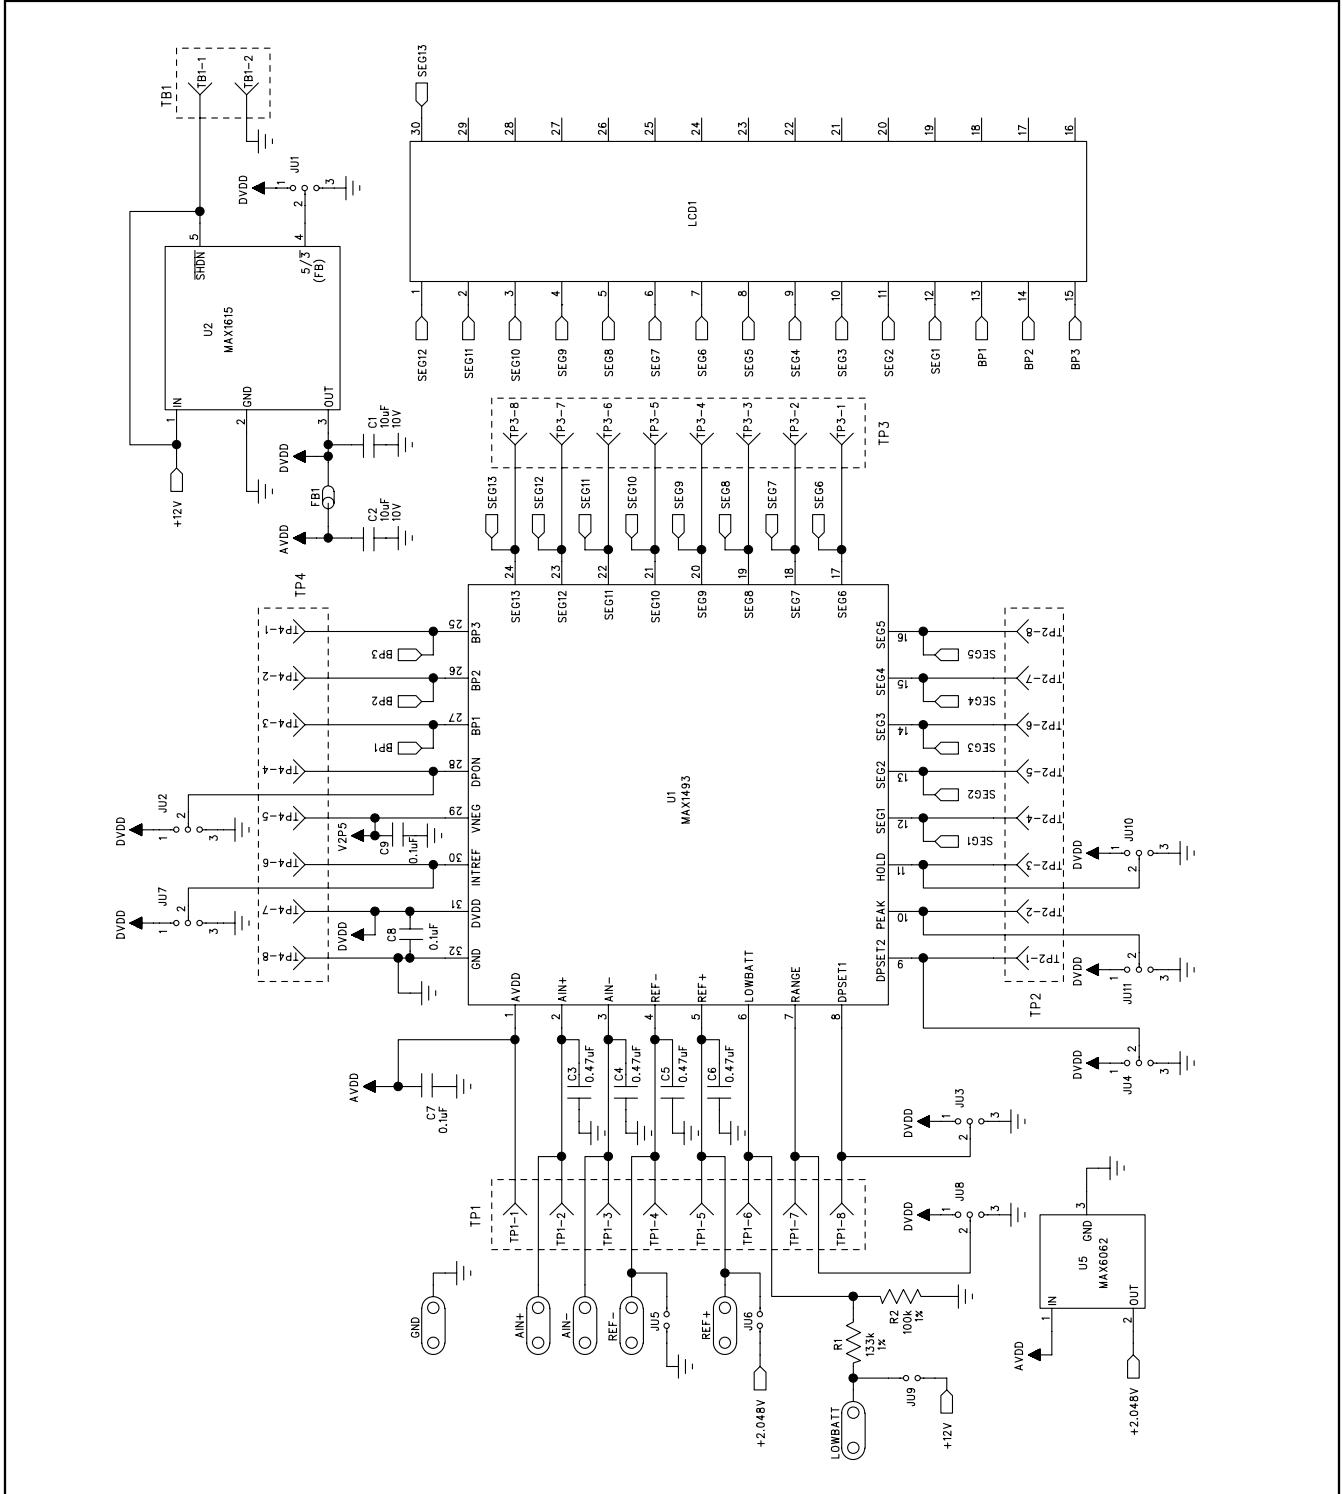 TB1
TB1-1
TB1-2
DVDD
JU1
1
2
3
5
4
SHDN
5/3
(FB)
U2
MAX1615
IN
GND
OUT
1
2
3
+12V
DVDD
FB1
AVDD
C1
10uF
10V
C2
10uF
10V
SEG13
30
29
28
27
26
25
24
23
22
21
20
19
18
17
16
LCD1
1
2
3
4
5
6
7
8
9
10
11
12
13
14
15
SEG12
SEG11
SEG10
SEG9
SEG8
SEG7
SEG6
SEG5
SEG4
SEG3
SEG2
SEG1
BP1
BP2
BP3
TP3
TP3-8
TP3-7
TP3-6
TP3-5
TP3-4
TP3-3
TP3-2
TP3-1
SEG13
SEG12
SEG11
SEG10
SEG9
SEG8
SEG7
SEG6
24
23
22
21
20
19
18
17
SEG13
SEG12
SEG11
SEG10
SEG9
SEG8
SEG7
SEG6
TP4
TP4-1
TP4-2
TP4-3
TP4-4
TP4-5
TP4-6
TP4-7
TP4-8
BP3
BP2
BP1
25
26
27
28
29
30
31
32
BP3
BP2
BP1
DPON
VNEG
INTREF
DVDD
GND
DVDD
JU2
1
2
3
DVDD
JU7
1
2
3
V2P5
C9
0.1uF
DVDD
C8
0.1uF
U1
MAX1493
SEG5
SEG4
SEG3
SEG2
SEG1
HOLD
PEAK
DPSET2
16
15
14
13
12
11
10
9
SEG5
SEG4
SEG3
SEG2
SEG1
TP2-8
TP2-7
TP2-6
TP2-5
TP2-4
TP2-3
TP2-2
TP2-1
TP2
DVDD
JU10
1
2
3
DVDD
JU11
1
2
3
DVDD
JU4
1
2
3
AVDD
AIN+
AIN-
REF-
REF+
LOWBATT
RANGE
DPSET1
1
2
3
4
5
6
7
8
AVDD
C7
0.1uF
C3
0.47uF
C4
0.47uF
C5
0.47uF
C6
0.47uF
TP1
TP1-1
TP1-2
TP1-3
TP1-4
TP1-5
TP1-6
TP1-7
TP1-8
DVDD
JU3
1
2
3
DVDD
JU8
1
2
3
GND
AIN+
AIN-
REF-
JU5
REF+
JU6
+2.048V
R1
133k
1%
R2
100k
1%
LOWBATT
JU9
+12V
U5
MAX6062
IN
OUT
GND
1
2
3
AVDD
+2.048V